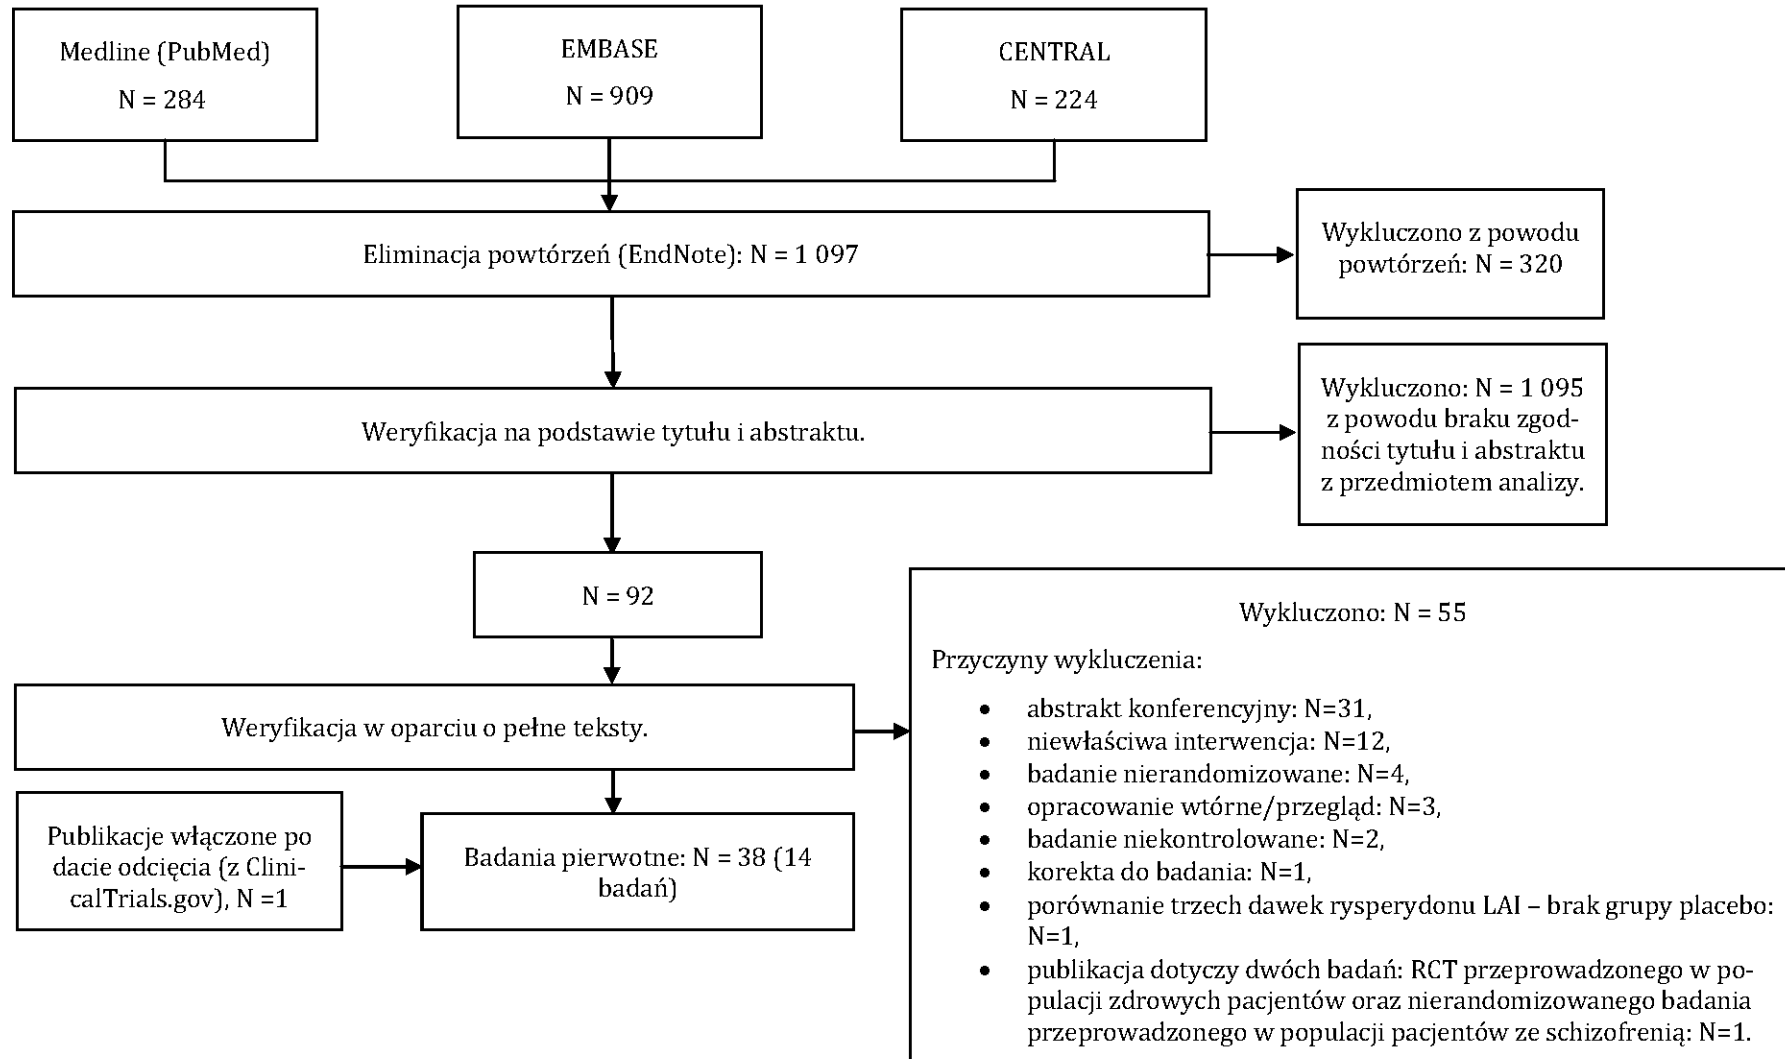 Medline (PubMed)
N = 284
EMBASE
N = 909
CENTRAL
N = 224
Eliminacja powtórzeń (EndNote): N = 1 097
Wykluczono z powodu
powtórzeń: N = 320
Weryfikacja na podstawie tytułu i abstraktu.
Wykluczono: N = 1 095
z powodu braku zgod-
ności tytułu i abstraktu
z przedmiotem analizy.
N = 92
Wykluczono: N = 55
Przyczyny wykluczenia:
• abstrakt konferencyjny: N=31,
• niewłaściwa interwencja: N=12,
• badanie nierandomizowane: N=4,
• opracowanie wtórne/przegląd: N=3,
• badanie niekontrolowane: N=2,
• korekta do badania: N=1,
• porównanie trzech dawek rysperydonu LAI – brak grupy placebo:
N=1,
• publikacja dotyczy dwóch badań: RCT przeprowadzonego w po-
pulacji zdrowych pacjentów oraz nierandomizowanego badania
przeprowadzonego w populacji pacjentów ze schizofrenią: N=1.
Weryfikacja w oparciu o pełne teksty.
Publikacje włączone po
dacie odcięcia (z Clini-
calTrials.gov), N =1
Badania pierwotne: N = 38 (14
badań)